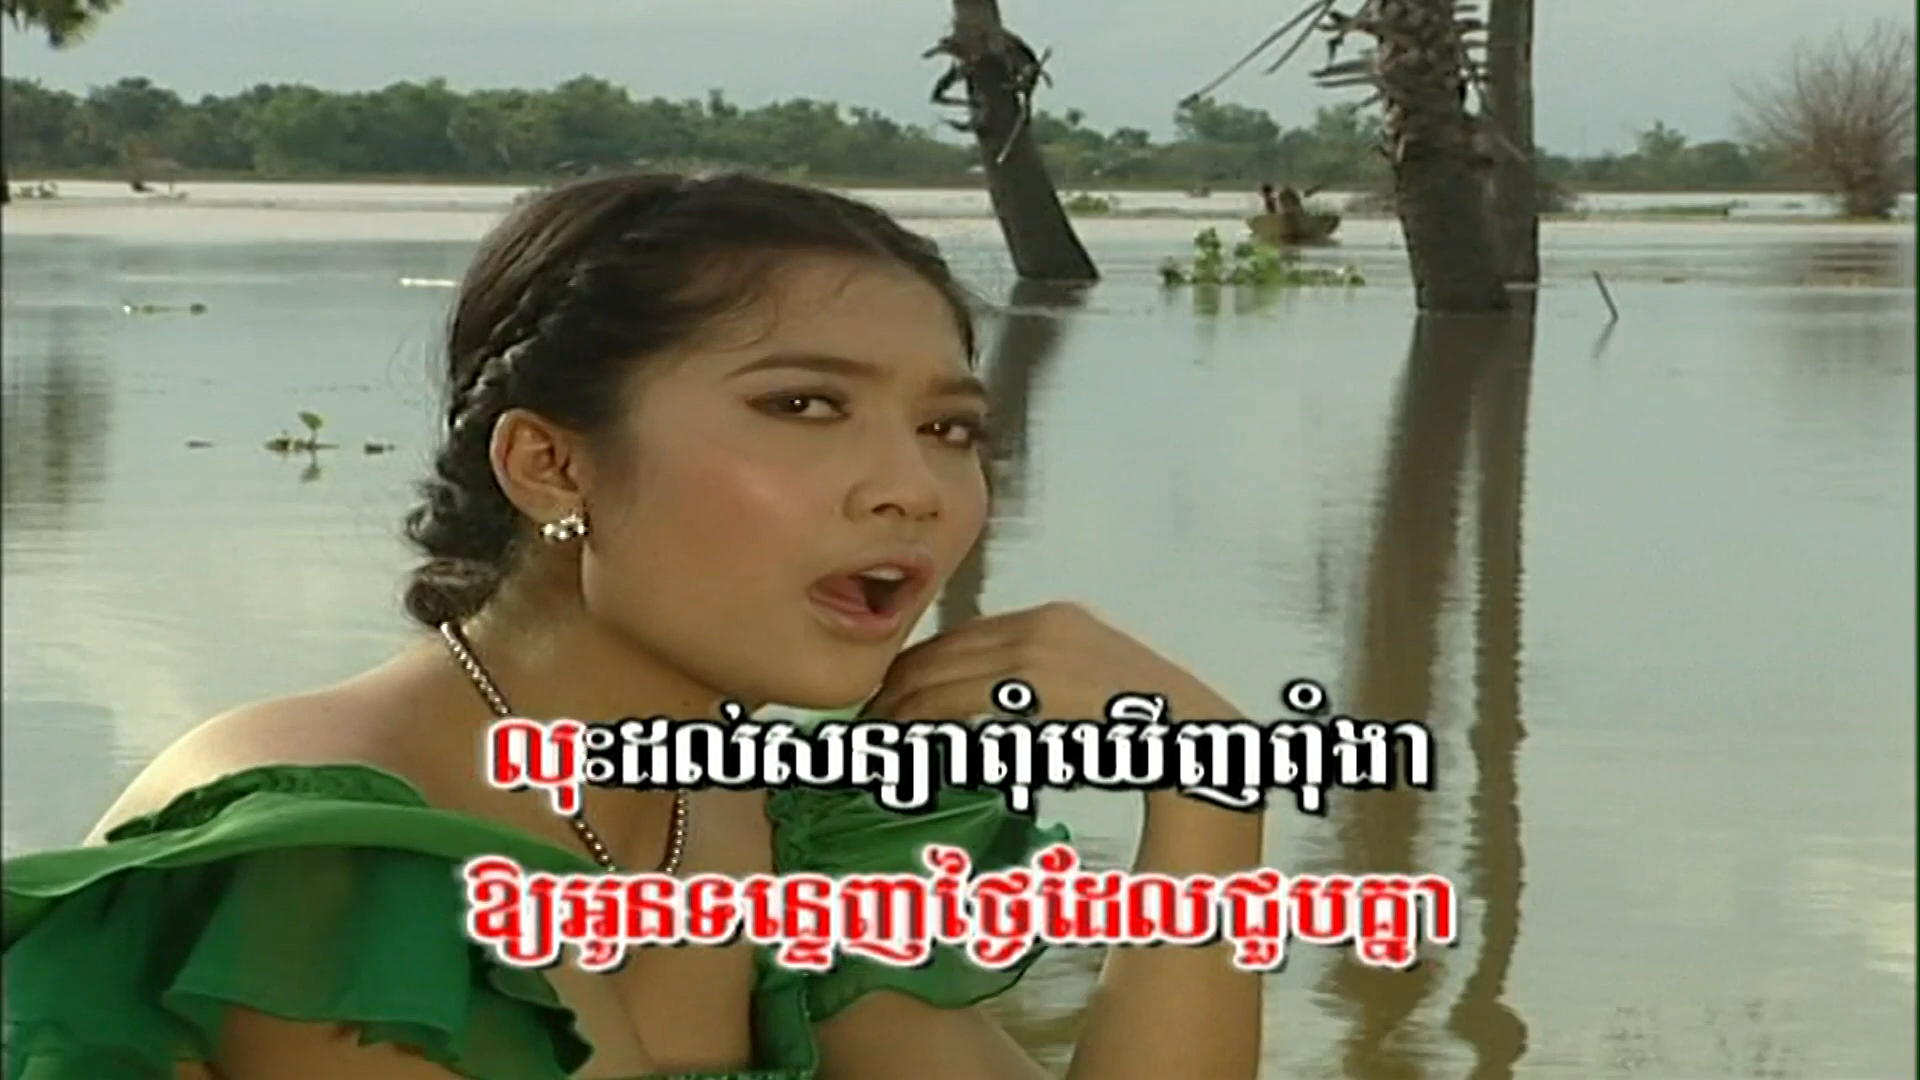 លុះដល់សន្យាពុំឃើញពុំងា
ឱ្យអូនទន្ទេញថ្ងៃដែលជួបគ្នា